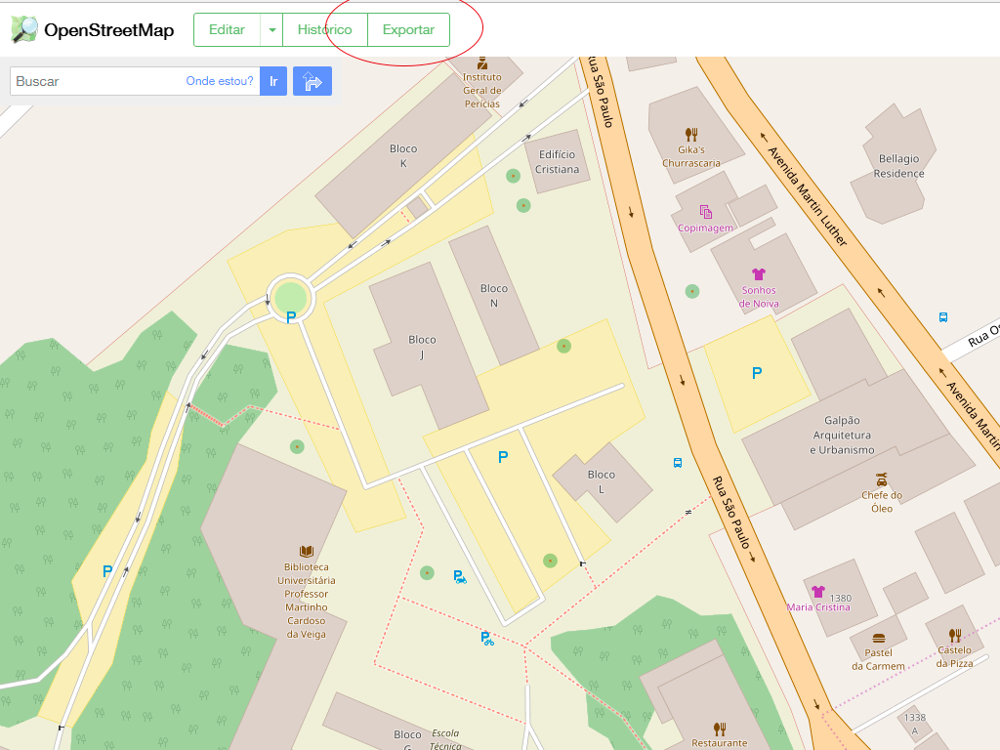 OpenStreetMap
Editar
Histórico
Exportar
Buscar
Onde estou?
Ir
Instituto
Geral de
Perícias
Rua São Paulo
Bloco
K
Edifício
Cristiana
Gika's
Churrascaria
Avenida Martin Luther
Bellagio
Residence
Copimagem
Sonhos
de Noiva
Bloco
N
P
Bloco
J
P
Rua Os
Avenida Martin
Galpão
Arquitetura
e Urbanismo
P
Bloco
L
Chefe do
Óleo
Rua São Paulo
P
Biblioteca
Universitária
Professor
Martinho
Cardoso
da Veiga
P
P
1380
Maria Cristina
Pastel
da Carmem
Castelo
da Pizza
1338
A
Bloco
G
Escola
Técnica
Restaurante